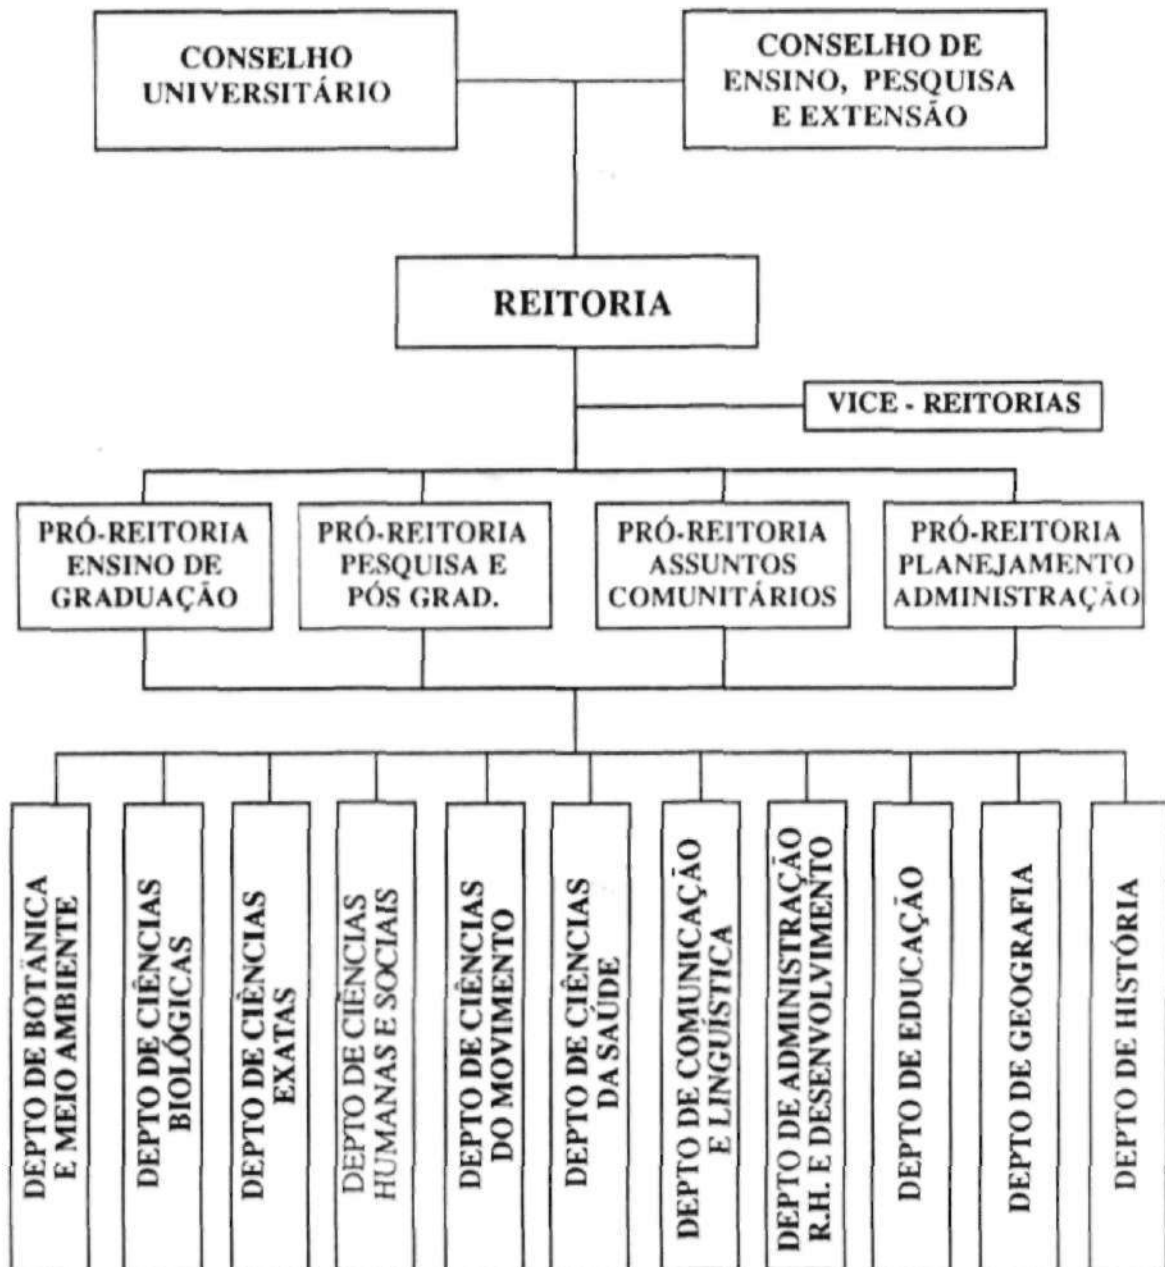 CONSELHO
UNIVERSITÁRIO
CONSELHO DE
ENSINO, PESQUISA
E EXTENSÃO
REITORIA
VICE - REITORIAS
PRÓ-REITORIA
ENSINO DE
GRADUAÇÃO
PRÓ-REITORIA
PESQUISA E
PÓS GRAD.
PRÓ-REITORIA
ASSUNTOS
COMUNITÁRIOS
PRÓ-REITORIA
PLANEJAMENTO
ADMINISTRAÇÃO
DEPTO DE BOTÂNICA
E MEIO AMBIENTE
DEPTO DE CIÊNCIAS
BIOLÓGICAS
DEPTO DE CIÊNCIAS
EXATAS
DEPTO DE CIÊNCIAS
HUMANAS E SOCIAIS
DEPTO DE CIÊNCIAS
DO MOVIMENTO
DEPTO DE CIÊNCIAS
DA SAÚDE
DEPTO DE COMUNICAÇÃO
E LINGUÍSTICA
DEPTO DE ADMINISTRAÇÃO
R.H. E DESENVOLVIMENTO
DEPTO DE EDUCAÇÃO
DEPTO DE GEOGRAFIA
DEPTO DE HISTÓRIA